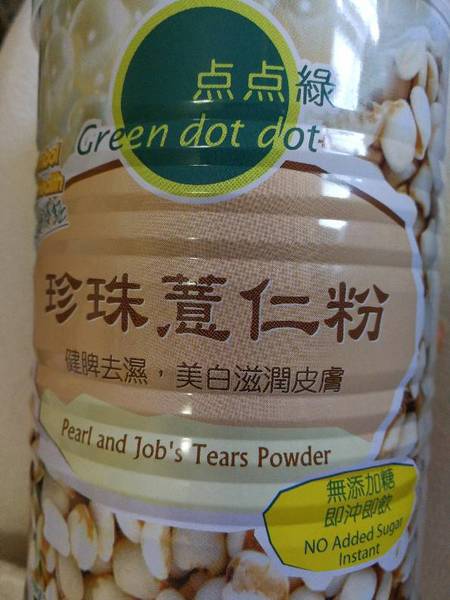 点点綠
Green dot dot
珍珠薏仁粉
健脾去濕，美白滋潤皮膚
Pearl and Job's Tears Powder
無添加糖
即沖即飲
NO Added Sugar
Instant